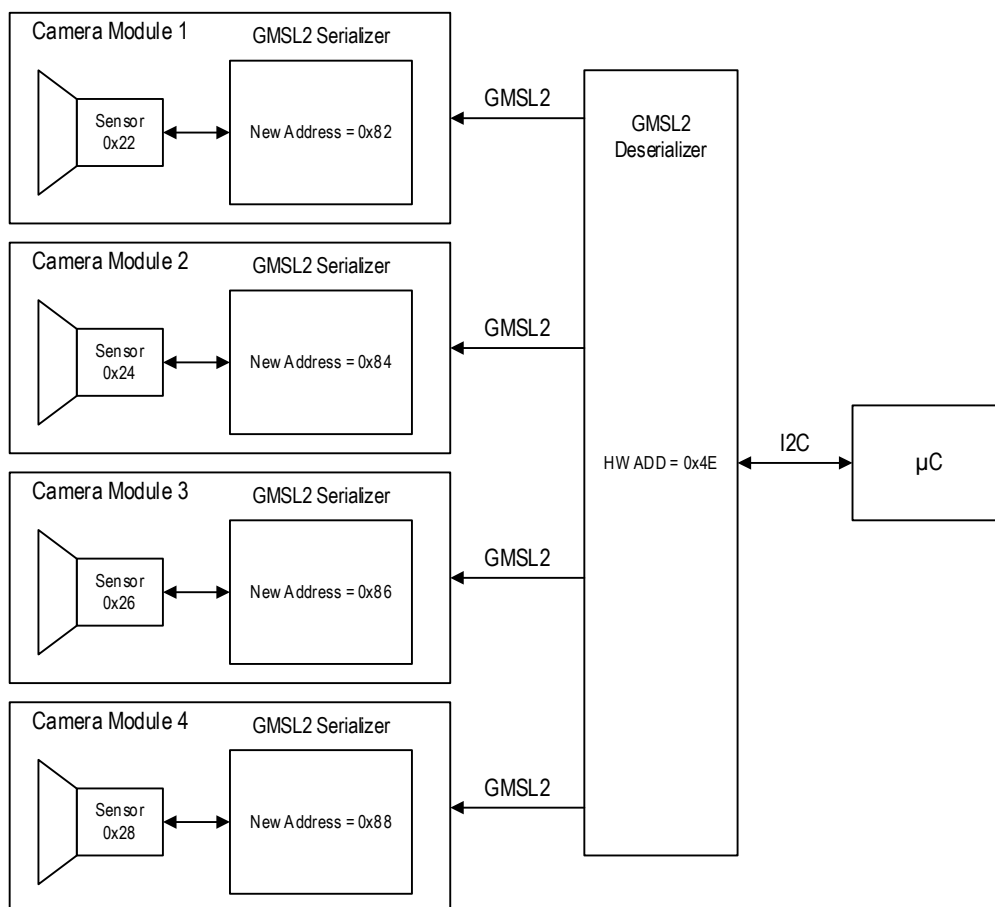 Camera Module 1
GMSL2 Serializer
Sensor
0x22
New Address = 0x82
GMSL2
Camera Module 2
GMSL2 Serializer
Sensor
0x24
New Address = 0x84
GMSL2
Camera Module 3
GMSL2 Serializer
Sensor
0x26
New Address = 0x86
GMSL2
Camera Module 4
GMSL2 Serializer
Sensor
0x28
New Address = 0x88
GMSL2
GMSL2
Deserializer
HW ADD = 0x4E
I2C
µC